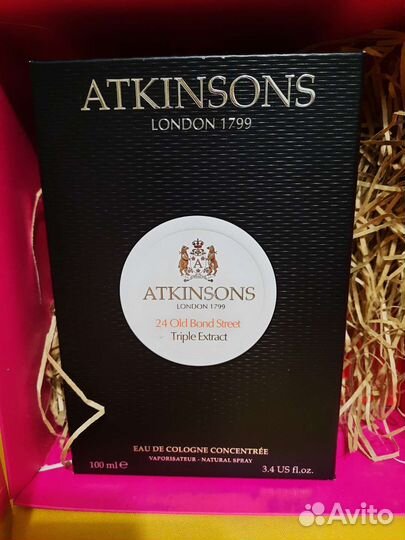 ATKINSONS
LONDON 1799
A
ATKINSONS
LONDON 1799
24 Old Bond Street
Triple Extract
EAU DE COLOGNE CONCENTRÉE
VAPORISATEUR - NATURAL SPRAY
100 ml ℮ 3.4 US fl.oz.
Avito